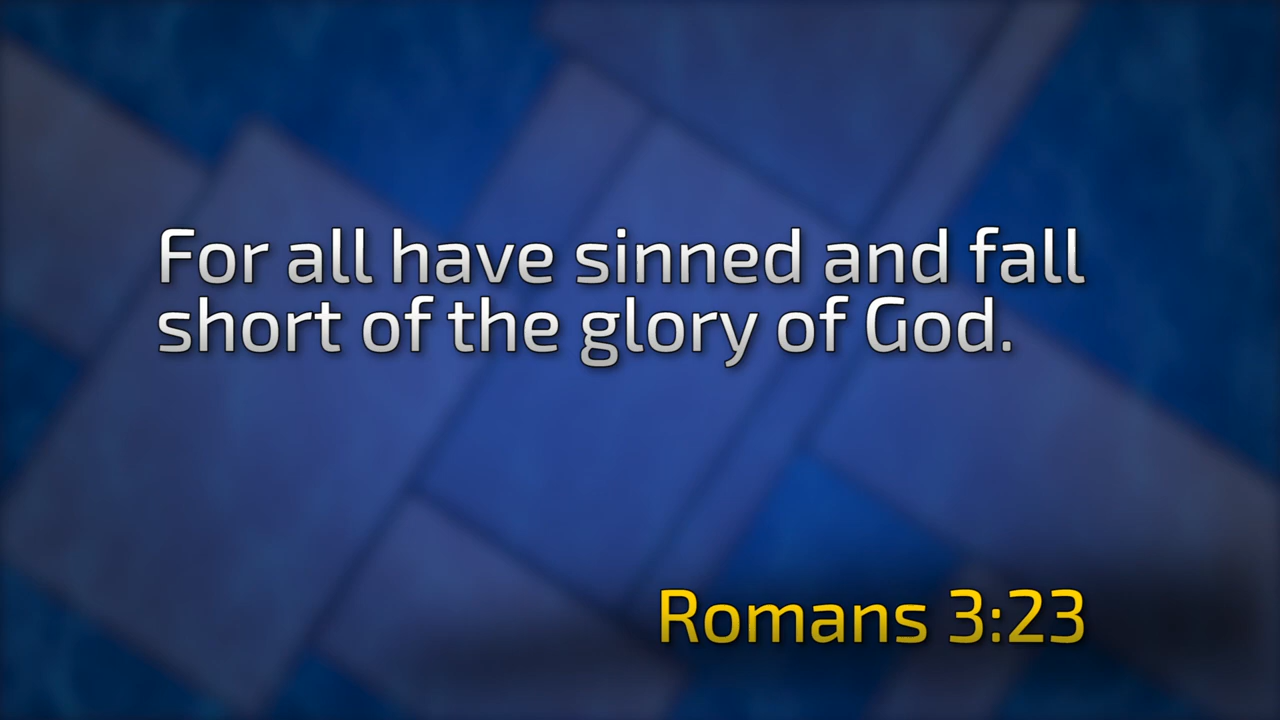 For all have sinned and fall
short of the glory of God.
Romans 3:23